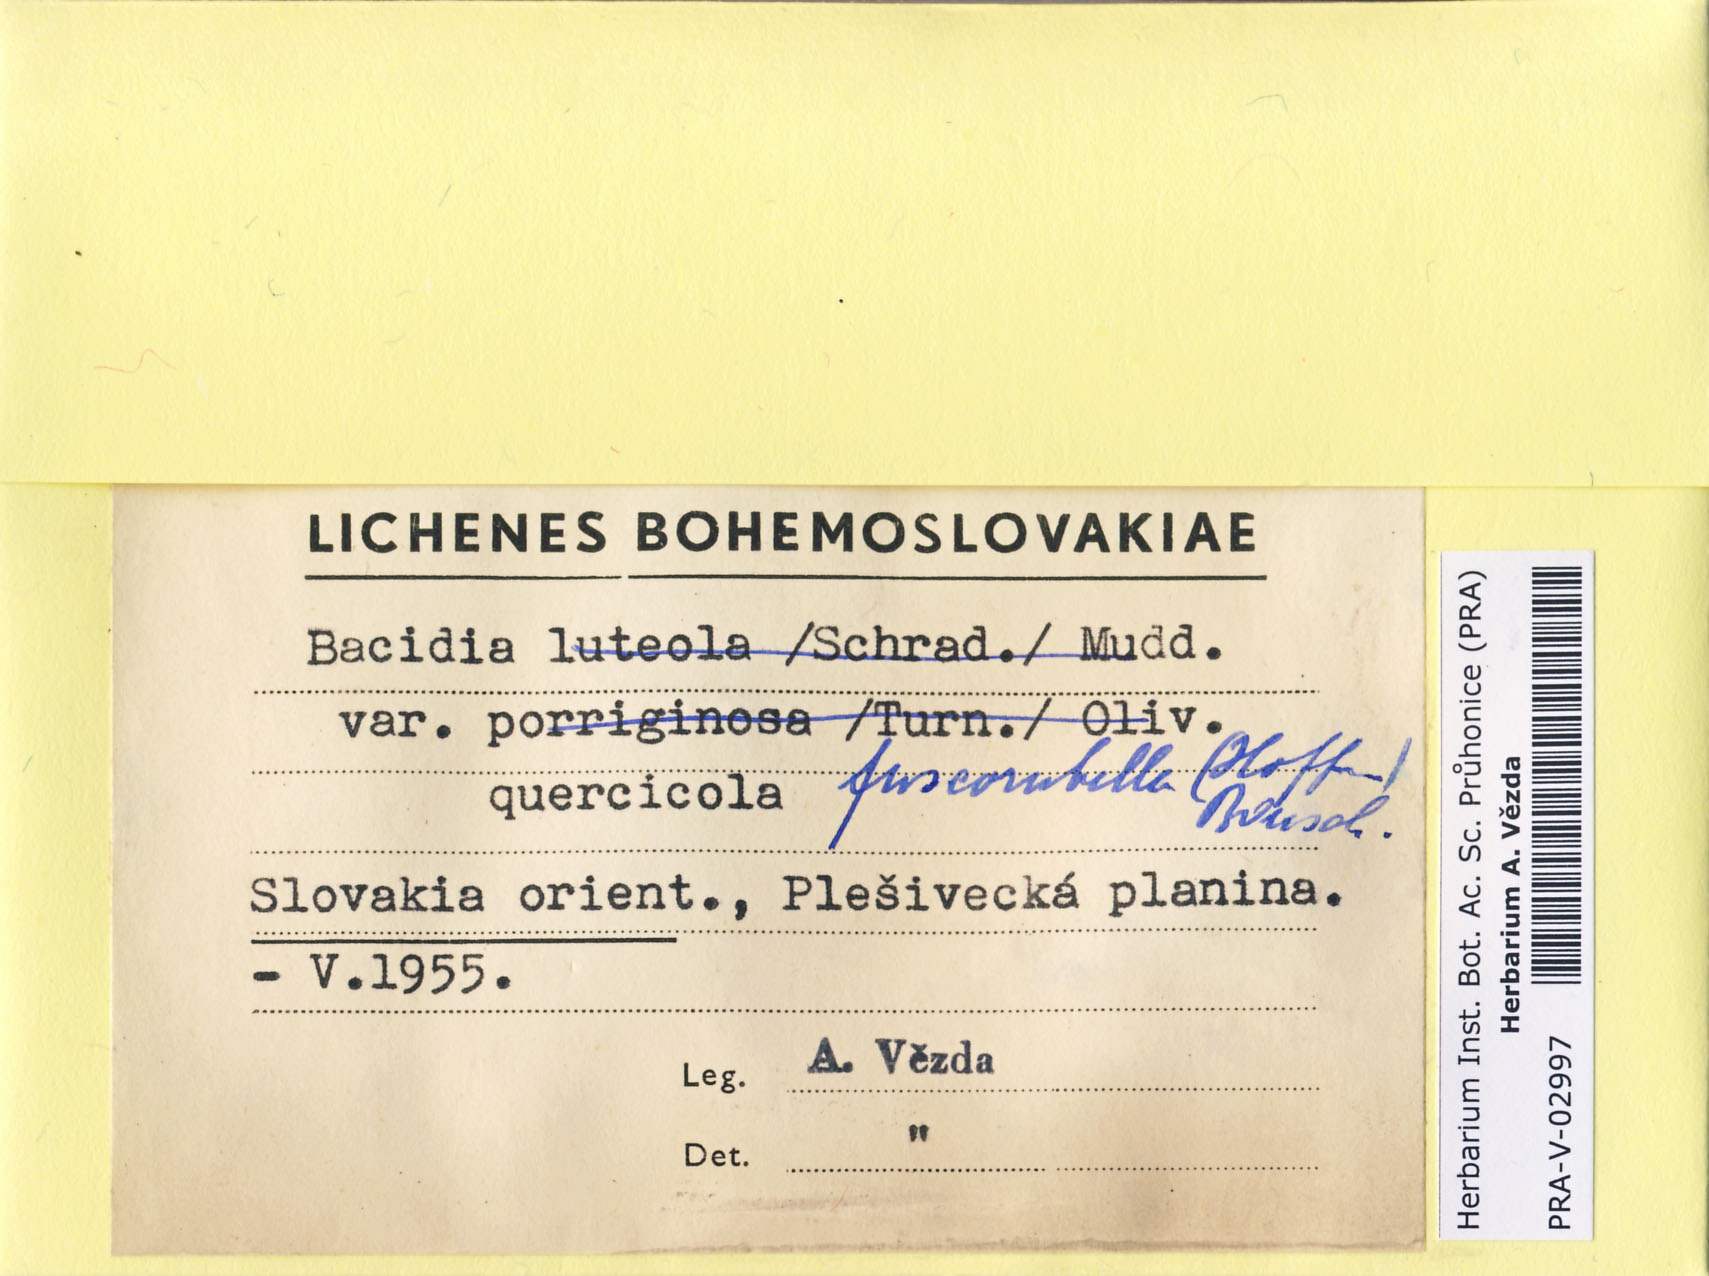 LICHENES BOHEMOSLOVAKIAE
Bacidia luteola /Schrad./ Mudd.
var. porriginosa /Turn./ Oliv.
quercicola fuscorubella (Hoffm.)
Bausch.
Slovakia orient., Plešivecká planina.
- V.1955.
Leg. A. Vězda
Det. "
Herbarium Inst. Bot. Ac. Sc. Průhonice (PRA)
Herbarium A. Vězda
PRA-V-02997